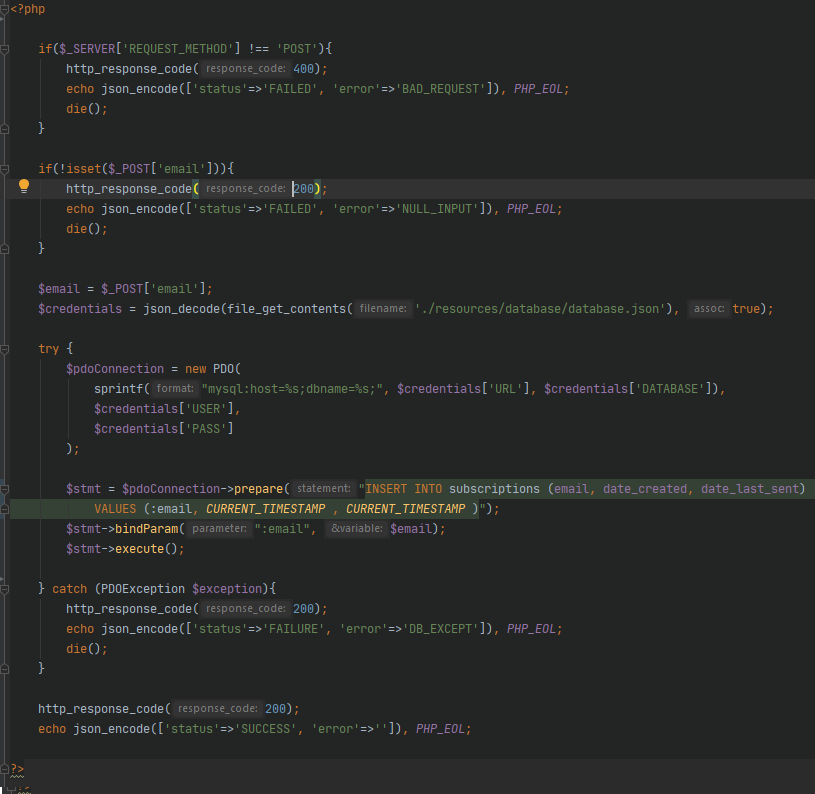 <?php
if($_SERVER['REQUEST_METHOD'] !== 'POST'){
http_response_code( response_code: 400);
echo json_encode(['status'=>'FAILED', 'error'=>'BAD_REQUEST']), PHP_EOL;
die();
}
if(!isset($_POST['email'])){
http_response_code( response_code: 200);
echo json_encode(['status'=>'FAILED', 'error'=>'NULL_INPUT']), PHP_EOL;
die();
}
$email = $_POST['email'];
$credentials = json_decode(file_get_contents( filename: './resources/database/database.json'), assoc: true);
try {
$pdoConnection = new PDO(
sprintf( format: "mysql:host=%s;dbname=%s;", $credentials['URL'], $credentials['DATABASE']),
$credentials['USER'],
$credentials['PASS']
);
$stmt = $pdoConnection->prepare( statement: "INSERT INTO subscriptions (email, date_created, date_last_sent)
VALUES (:email, CURRENT_TIMESTAMP , CURRENT_TIMESTAMP )");
$stmt->bindParam( parameter: ":email", &variable: $email);
$stmt->execute();
} catch (PDOException $exception){
http_response_code( response_code: 200);
echo json_encode(['status'=>'FAILURE', 'error'=>'DB_EXCEPT']), PHP_EOL;
die();
}
http_response_code( response_code: 200);
echo json_encode(['status'=>'SUCCESS', 'error'=>'']), PHP_EOL;
?>